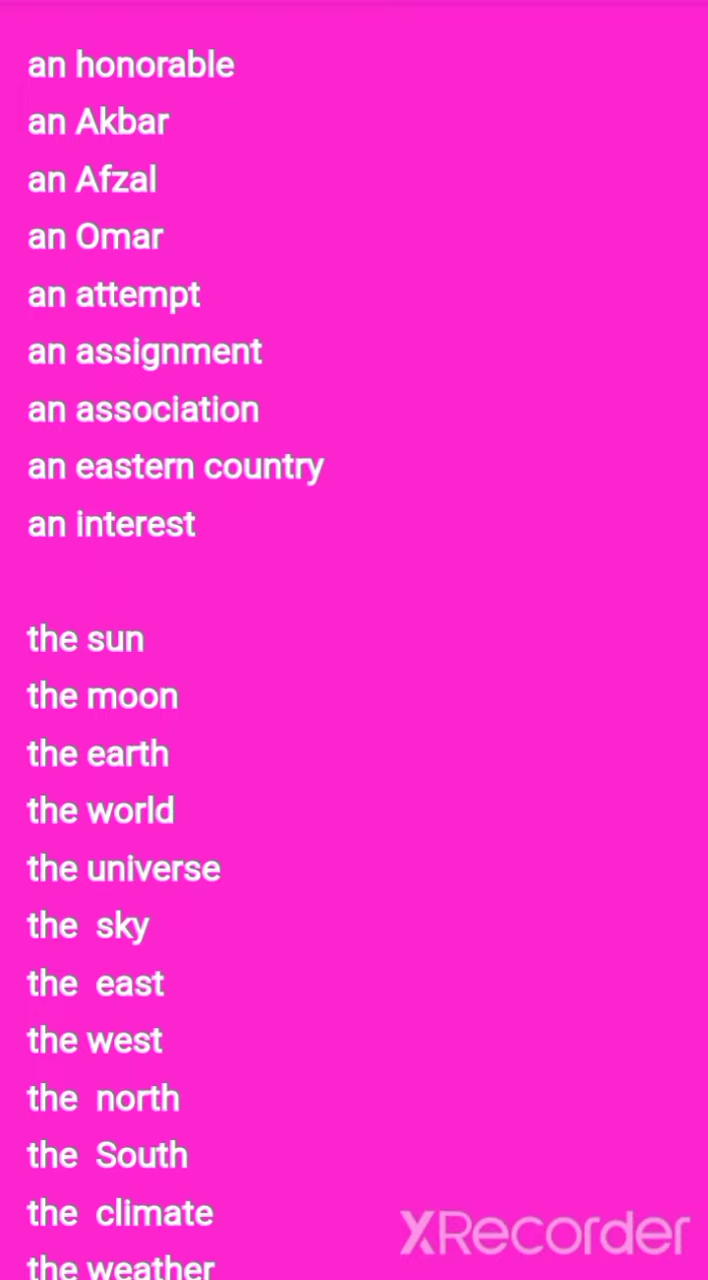 an honorable
an Akbar
an Afzal
an Omar
an attempt
an assignment
an association
an eastern country
an interest
the sun
the moon
the earth
the world
the universe
the  sky
the  east
the west
the  north
the  South
the  climate
the weather
XRecorder